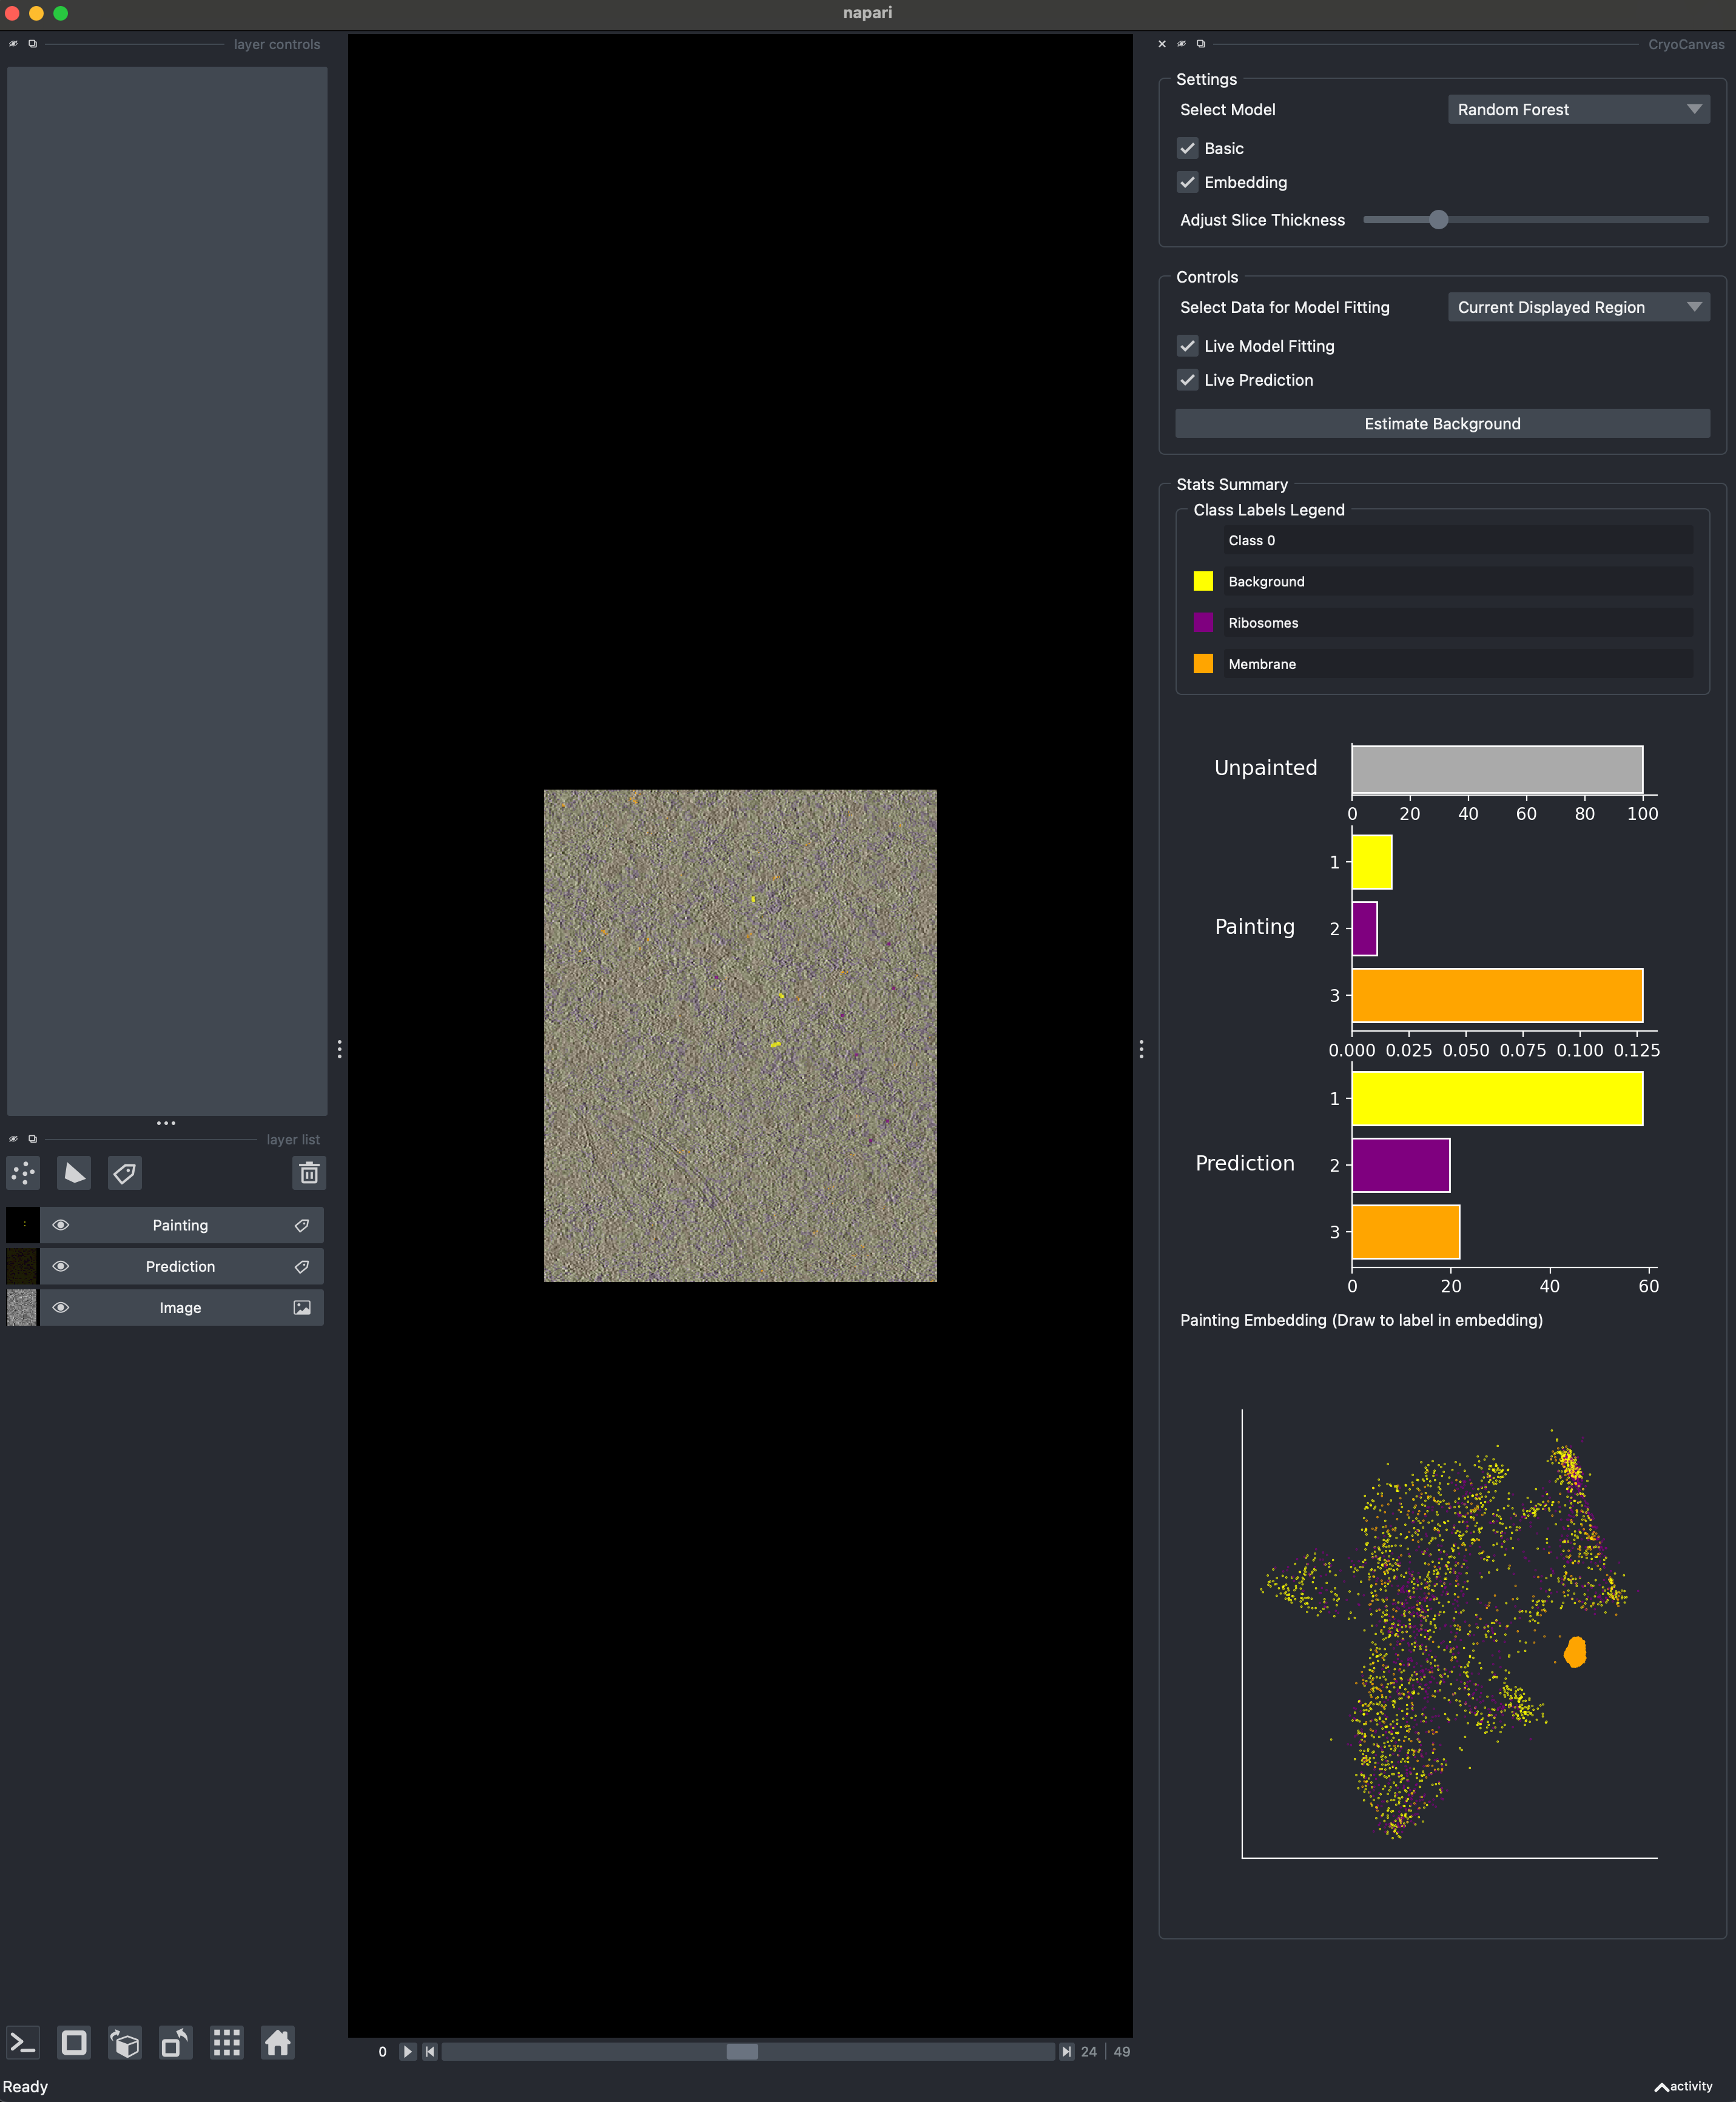 napari
layer controls
layer list
Painting
Prediction
Image
0
24 | 49
Ready
CryoCanvas
Settings
Select Model
Random Forest
Basic
Embedding
Adjust Slice Thickness
Controls
Select Data for Model Fitting
Current Displayed Region
Live Model Fitting
Live Prediction
Estimate Background
Stats Summary
Class Labels Legend
Class 0
Background
Ribosomes
Membrane
Unpainted
0 20 40 60 80 100
1
Painting
2
3
0.000 0.025 0.050 0.075 0.100 0.125
1
Prediction
2
3
0 20 40 60
Painting Embedding (Draw to label in embedding)
activity